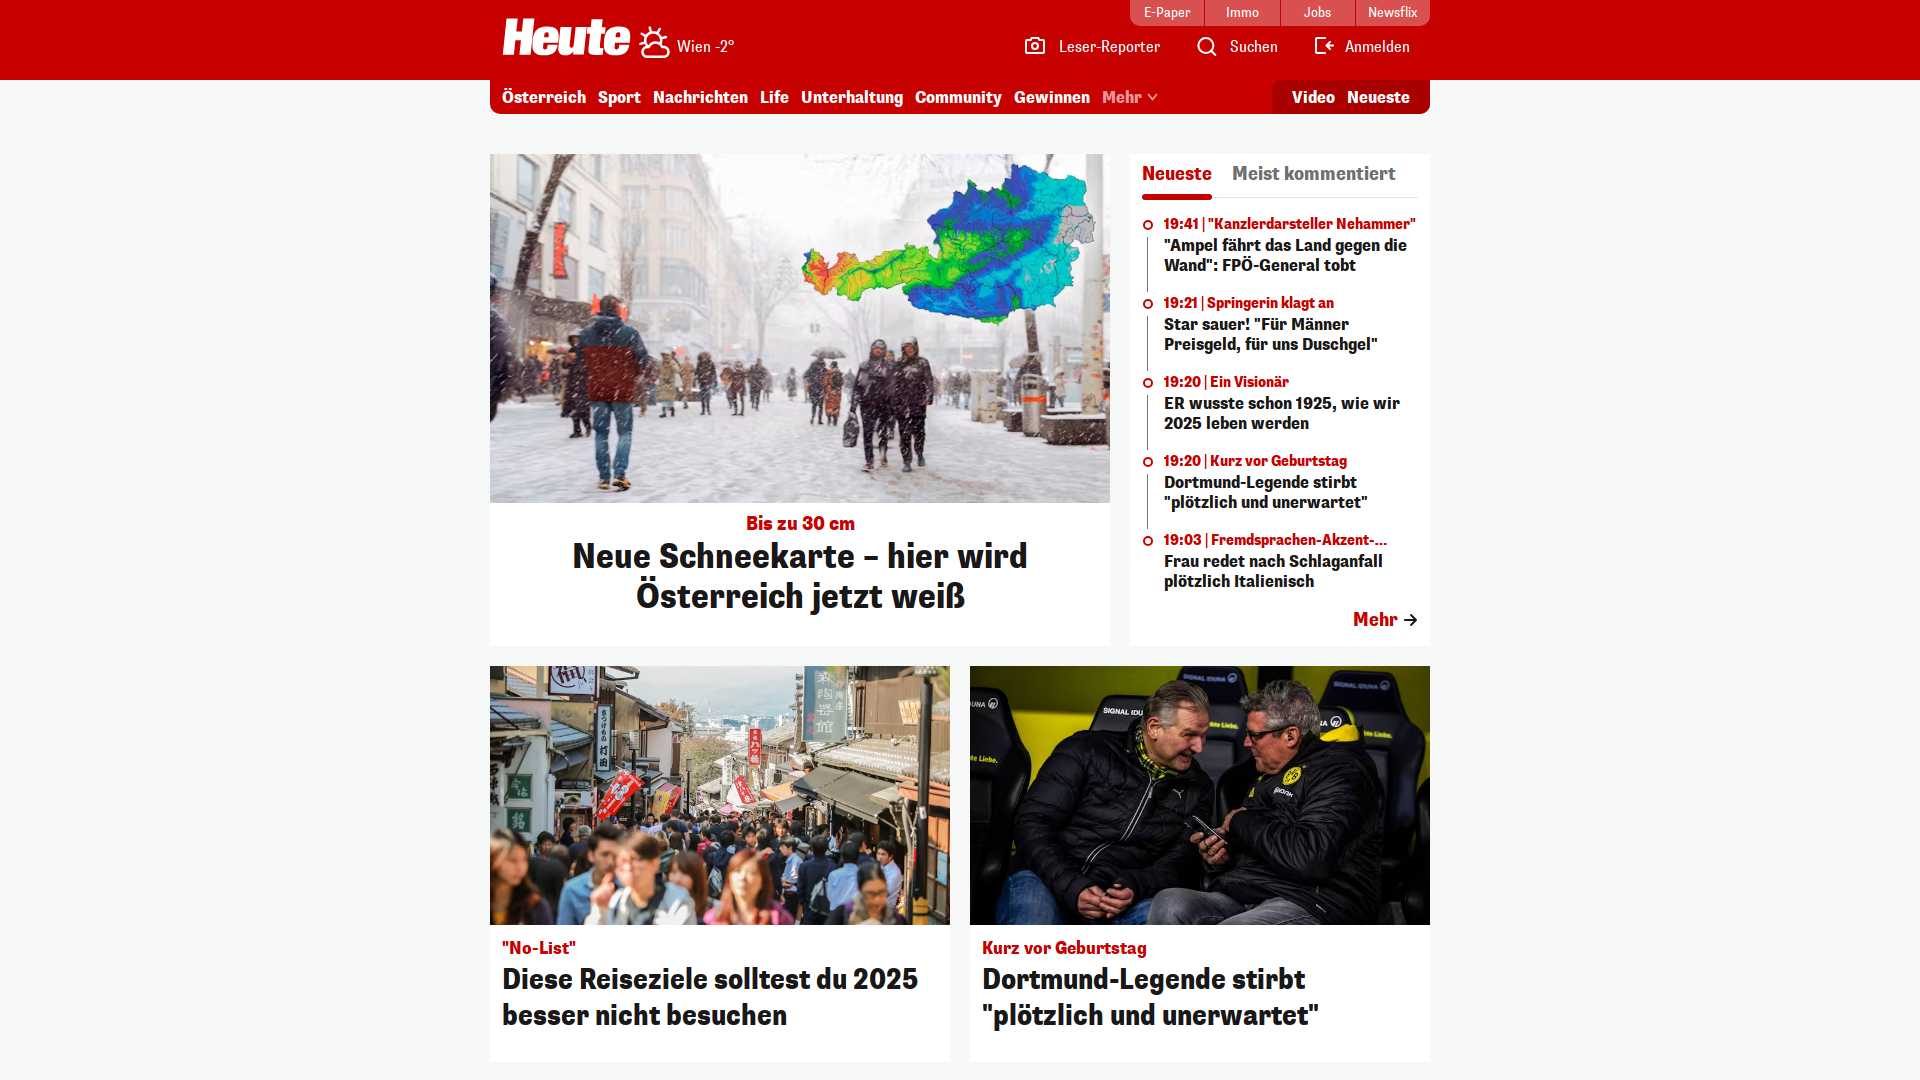 E-Paper
Immo
Jobs
Newsflix
Heute
Wien -2°
Leser-Reporter
Suchen
Anmelden
Österreich Sport Nachrichten Life Unterhaltung Community Gewinnen Mehr
Video Neueste
Bis zu 30 cm
Neue Schneekarte – hier wird
Österreich jetzt weiß
Neueste
Meist kommentiert
19:41 | "Kanzlerdarsteller Nehammer"
"Ampel fährt das Land gegen die
Wand": FPÖ-General tobt
19:21 | Springerin klagt an
Star sauer! "Für Männer
Preisgeld, für uns Duschgel"
19:20 | Ein Visionär
ER wusste schon 1925, wie wir
2025 leben werden
19:20 | Kurz vor Geburtstag
Dortmund-Legende stirbt
"plötzlich und unerwartet"
19:03 | Fremdsprachen-Akzent-...
Frau redet nach Schlaganfall
plötzlich Italienisch
Mehr
"No-List"
Diese Reiseziele solltest du 2025
besser nicht besuchen
SIGNAL IDUNA
SIGNAL IDUNA
SIGNAL IDUNA
Kurz vor Geburtstag
Dortmund-Legende stirbt
"plötzlich und unerwartet"